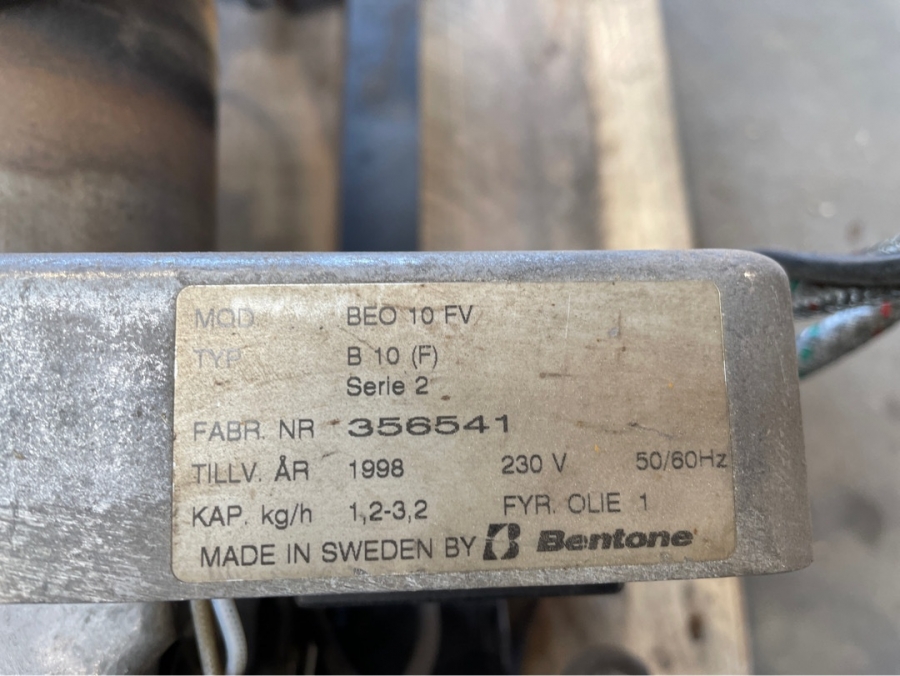 MOD BEO 10 FV
TYP B 10 (F)
Serie 2
FABR. NR 356541
TILLV. ÅR 1998 230 V 50/60Hz
KAP. kg/h 1,2-3,2 FYR. OLIE 1
MADE IN SWEDEN BY Bentone